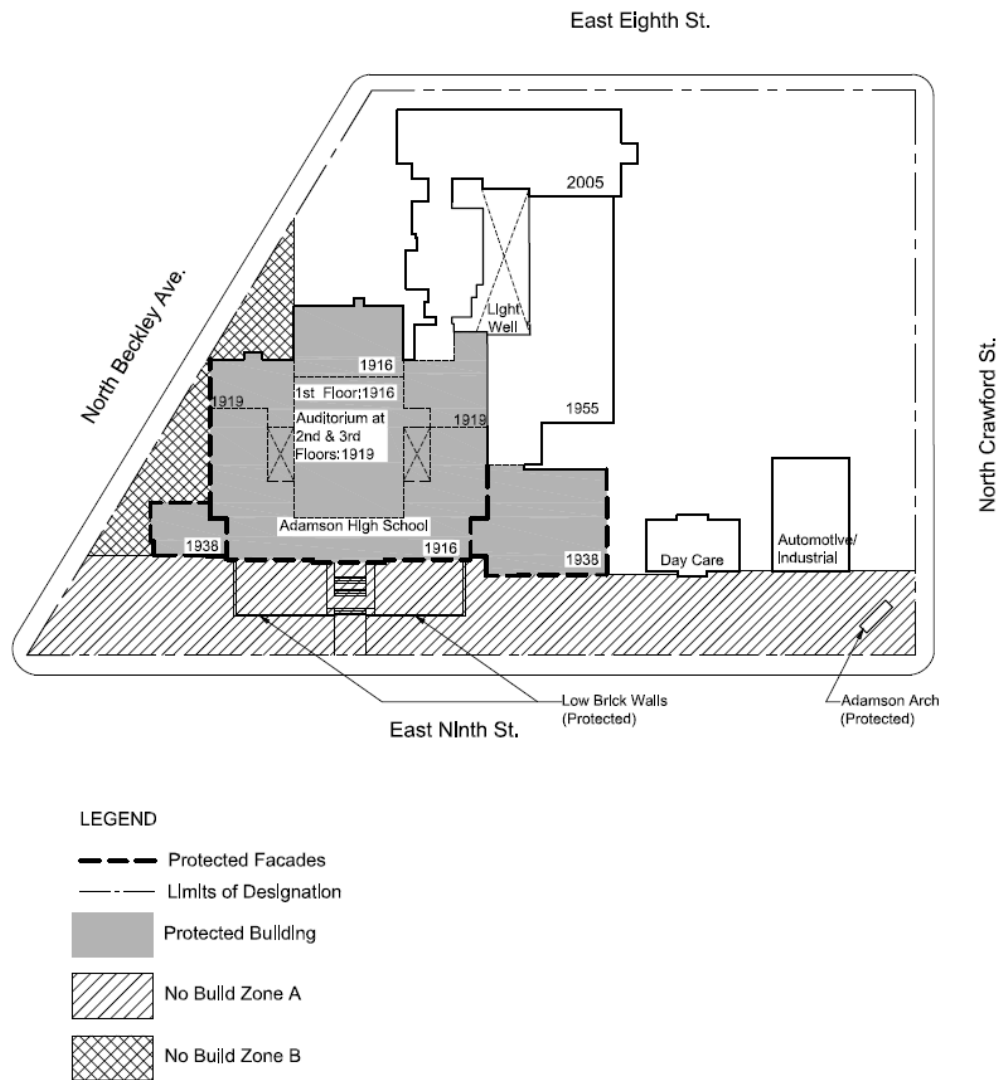 East Eighth St.
North Beckley Ave.
North Crawford St.
2005
Light
Well
1916
1st Floor:1916
1919
Auditorium at
2nd & 3rd
Floors:1919
1919
1955
Adamson High School
1938
1916
1938
Day Care
Automotive/
Industrial
Low Brick Walls
(Protected)
Adamson Arch
(Protected)
East Ninth St.
LEGEND
Protected Facades
Limits of Designation
Protected Building
No Build Zone A
No Build Zone B